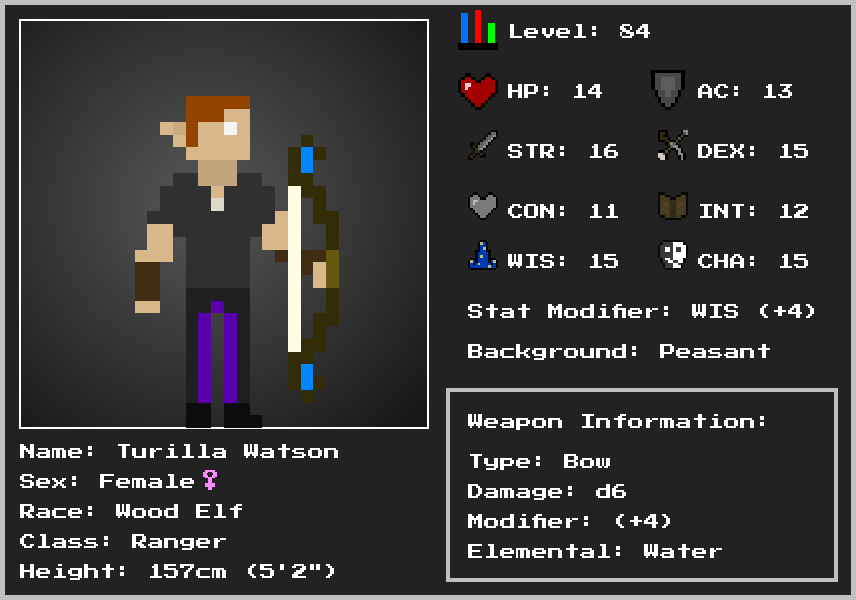 Level: 84
HP: 14
AC: 13
STR: 16
DEX: 15
CON: 11
INT: 12
WIS: 15
CHA: 15
Stat Modifier: WIS (+4)
Background: Peasant
Name: Turilla Watson
Sex: Female♀
Race: Wood Elf
Class: Ranger
Height: 157cm (5'2")
Weapon Information:
Type: Bow
Damage: d6
Modifier: (+4)
Elemental: Water